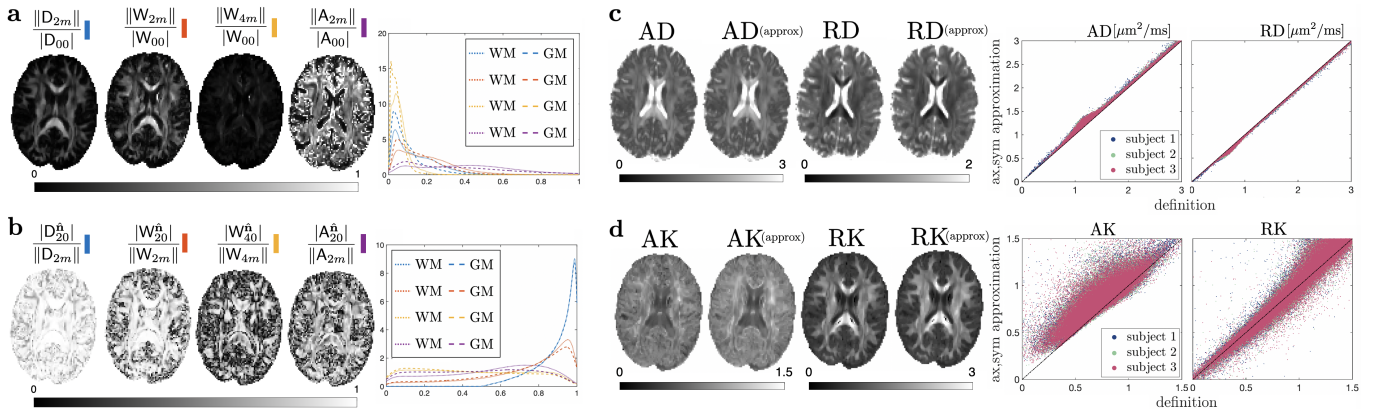 a
||D2m|| / |D00|
||W2m|| / |W00|
||W4m|| / |W00|
||A2m|| / |A00|
0 1
20
15
10
5
0
0 0.2 0.4 0.6 0.8 1
WM GM
WM GM
WM GM
WM GM
b
|D20^n̂| / ||D2m||
|W20^n̂| / ||W2m||
|W40^n̂| / ||W4m||
|A20^n̂| / ||A2m||
0 1
10
8
6
4
2
0
0 0.2 0.4 0.6 0.8 1
WM GM
WM GM
WM GM
WM GM
c
AD AD(approx) RD RD(approx)
0 3 0 2
AD[μm²/ms] RD[μm²/ms]
ax,sym approximation
3
2.5
2
1.5
1
0.5
0 1 2 3 0 1 2 3
subject 1
subject 2
subject 3
definition
d
AK AK(approx) RK RK(approx)
0 1.5 0 3
AK RK
ax,sym approximation
1.5
1
0.5
0
0.5 1 1.5 0 0.5 1 1.5
subject 1
subject 2
subject 3
definition